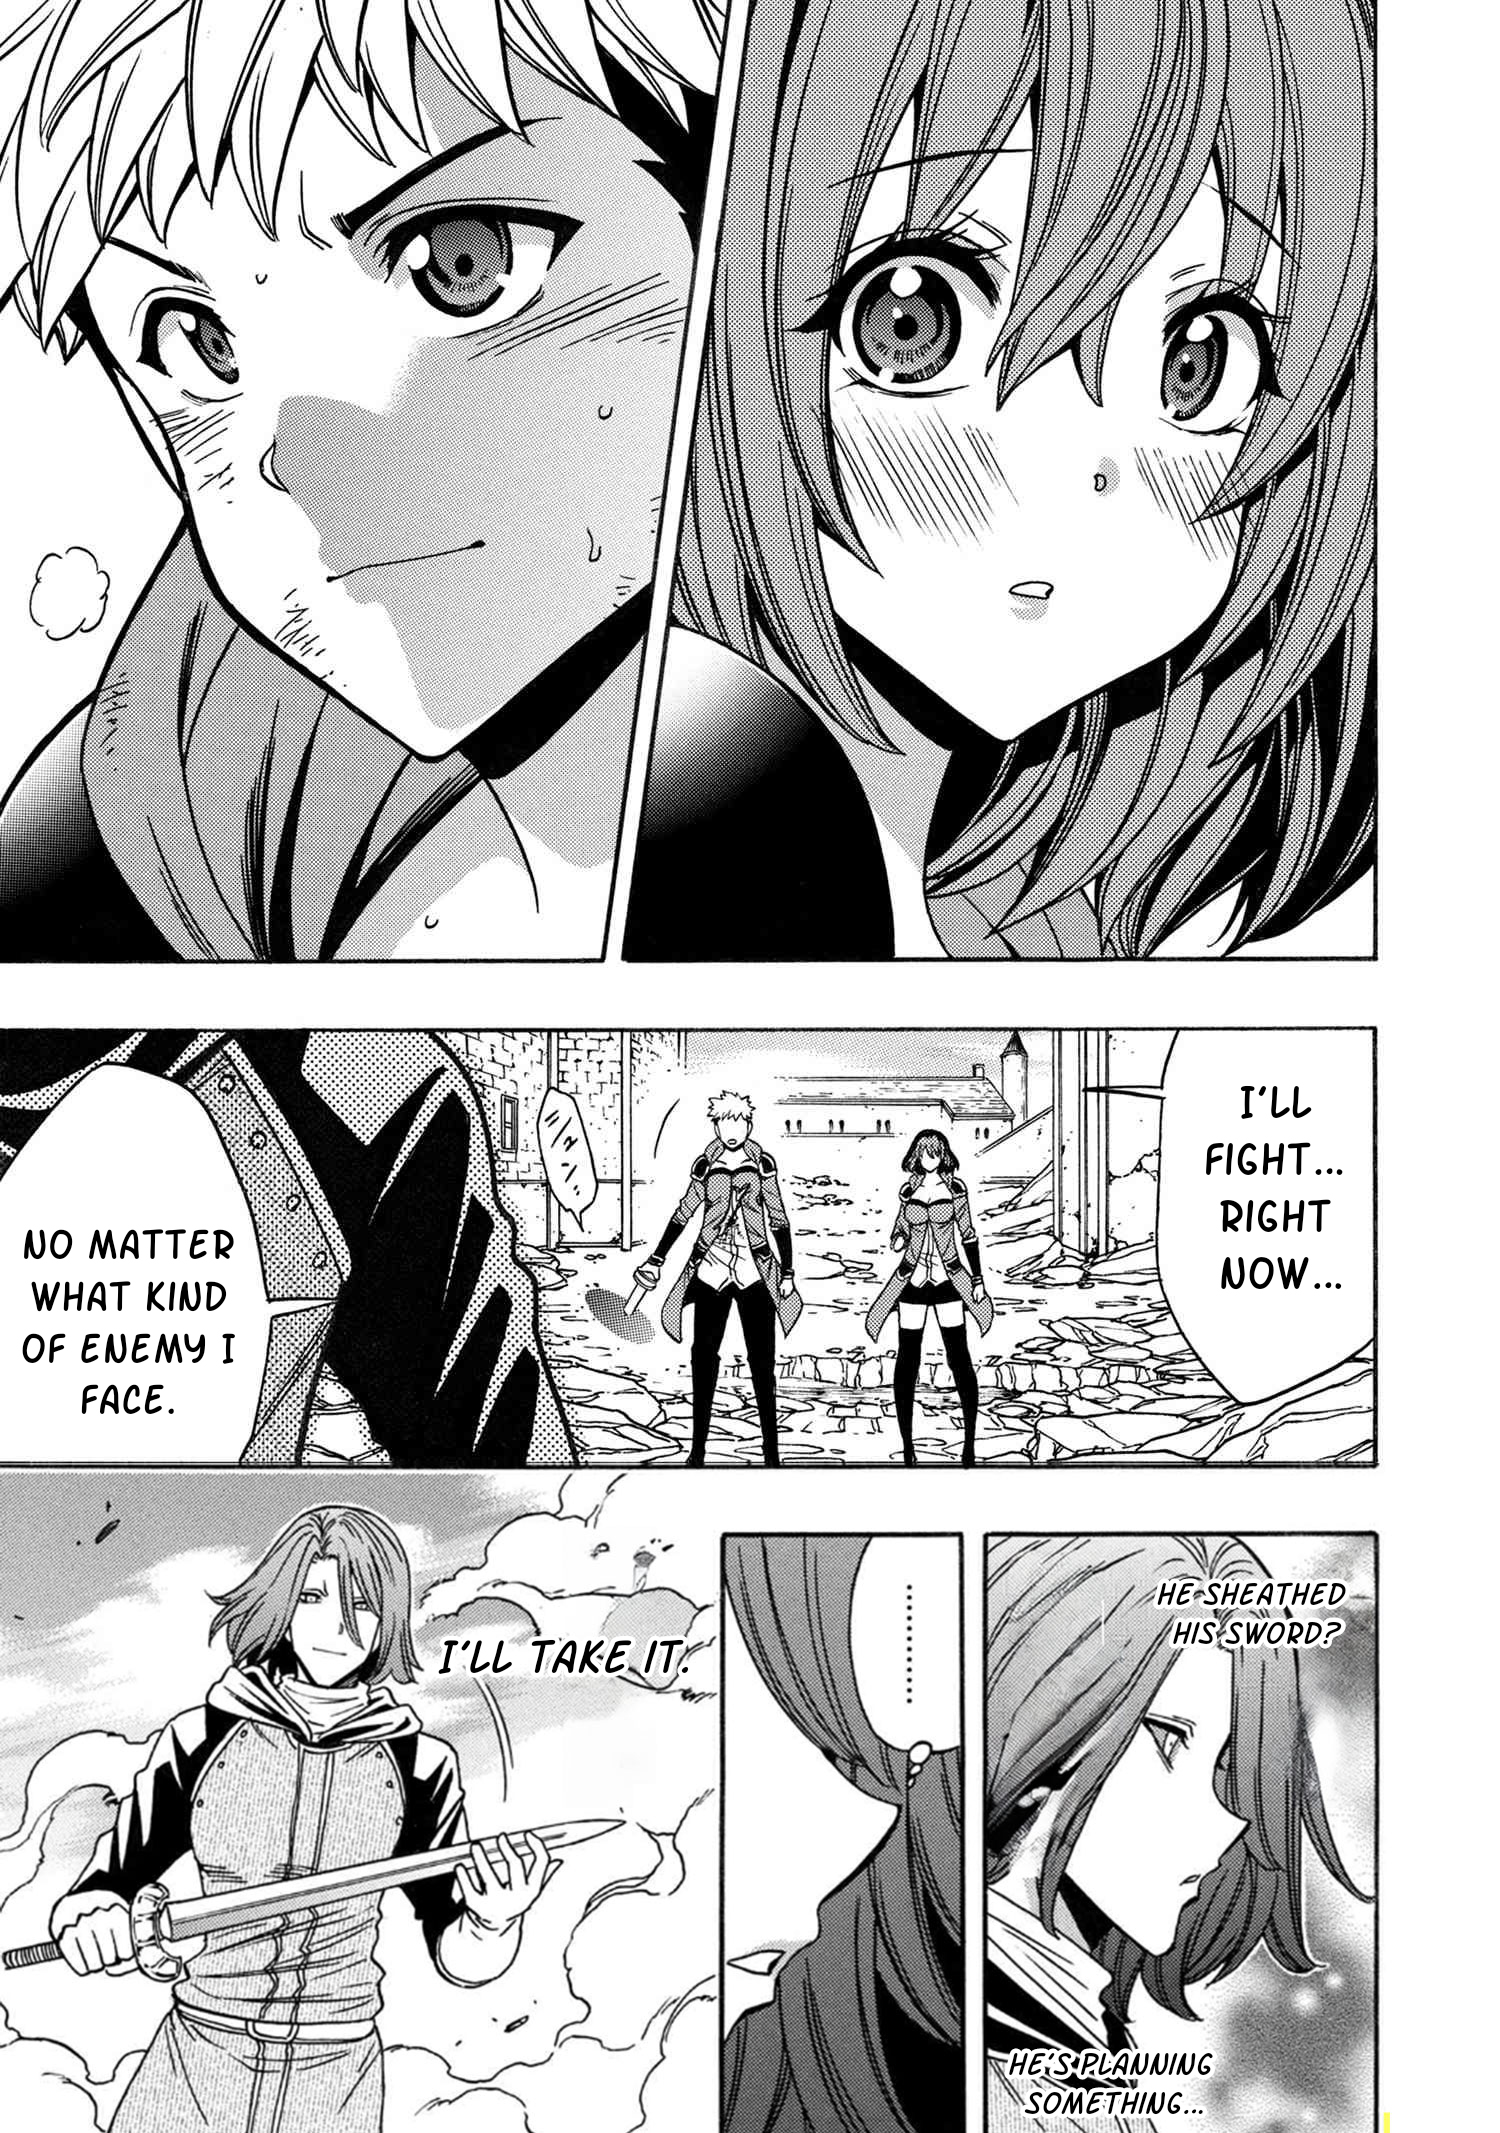 I'LL
FIGHT...
RIGHT
NOW...
NO MATTER
WHAT KIND
OF ENEMY I
FACE.
HE SHEATHED
HIS SWORD?
HE'S PLANNING
SOMETHING...
.........
I'LL TAKE IT.